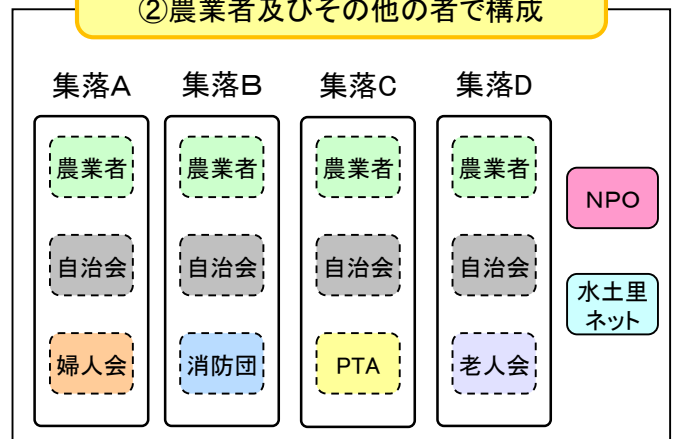 ②農業者及びその他の者で構成
集落A 集落B 集落C 集落D
農業者 農業者 農業者 農業者
NPO
自治会 自治会 自治会 自治会
水土里
ネット
婦人会 消防団 PTA 老人会